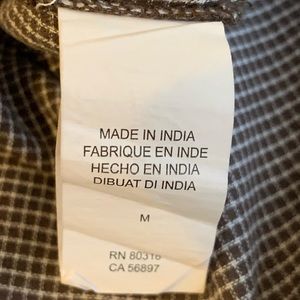 MADE IN INDIA
FABRIQUE EN INDE
HECHO EN INDIA
DIBUAT DI INDIA
M
RN 80318
CA 56897